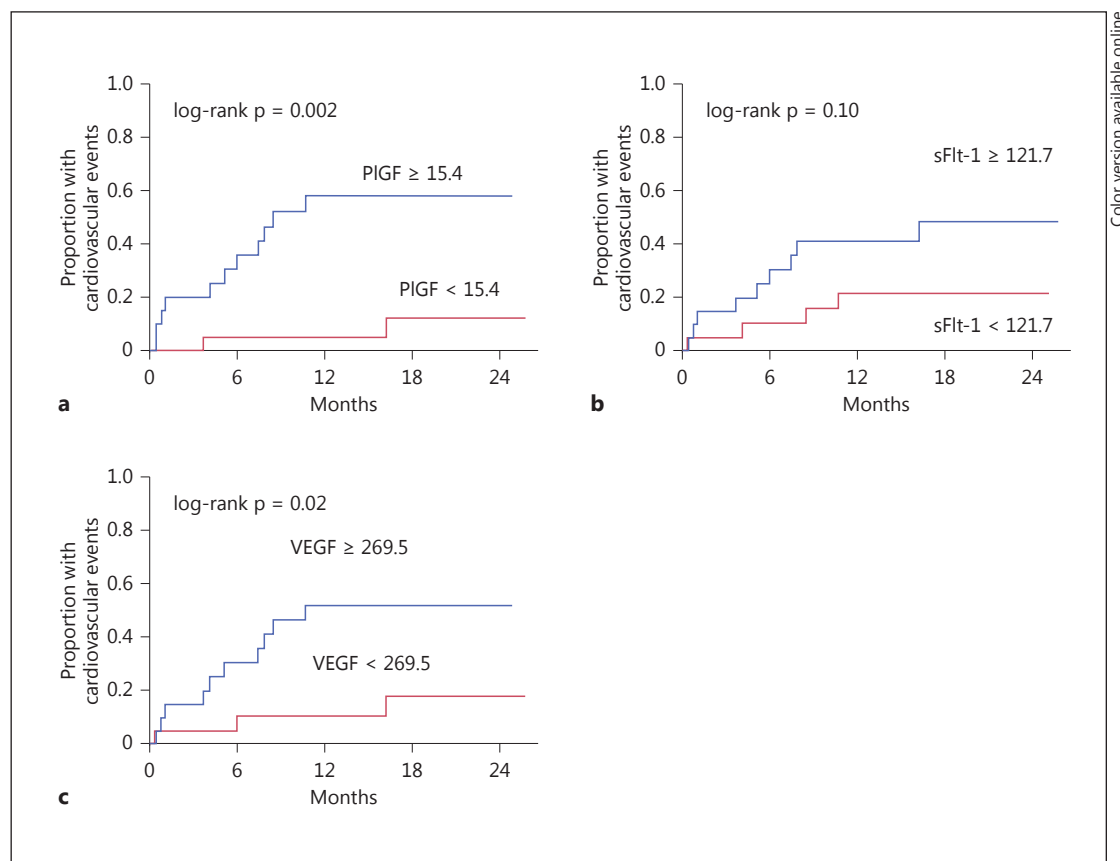 Color version available online
1.0
0.8
0.6
0.4
0.2
0
Proportion with
cardiovascular events
log-rank p = 0.002
PlGF ≥ 15.4
PlGF < 15.4
0 6 12 18 24
Months
a
1.0
0.8
0.6
0.4
0.2
0
Proportion with
cardiovascular events
log-rank p = 0.10
sFlt-1 ≥ 121.7
sFlt-1 < 121.7
0 6 12 18 24
Months
b
1.0
0.8
0.6
0.4
0.2
0
Proportion with
cardiovascular events
log-rank p = 0.02
VEGF ≥ 269.5
VEGF < 269.5
0 6 12 18 24
Months
c